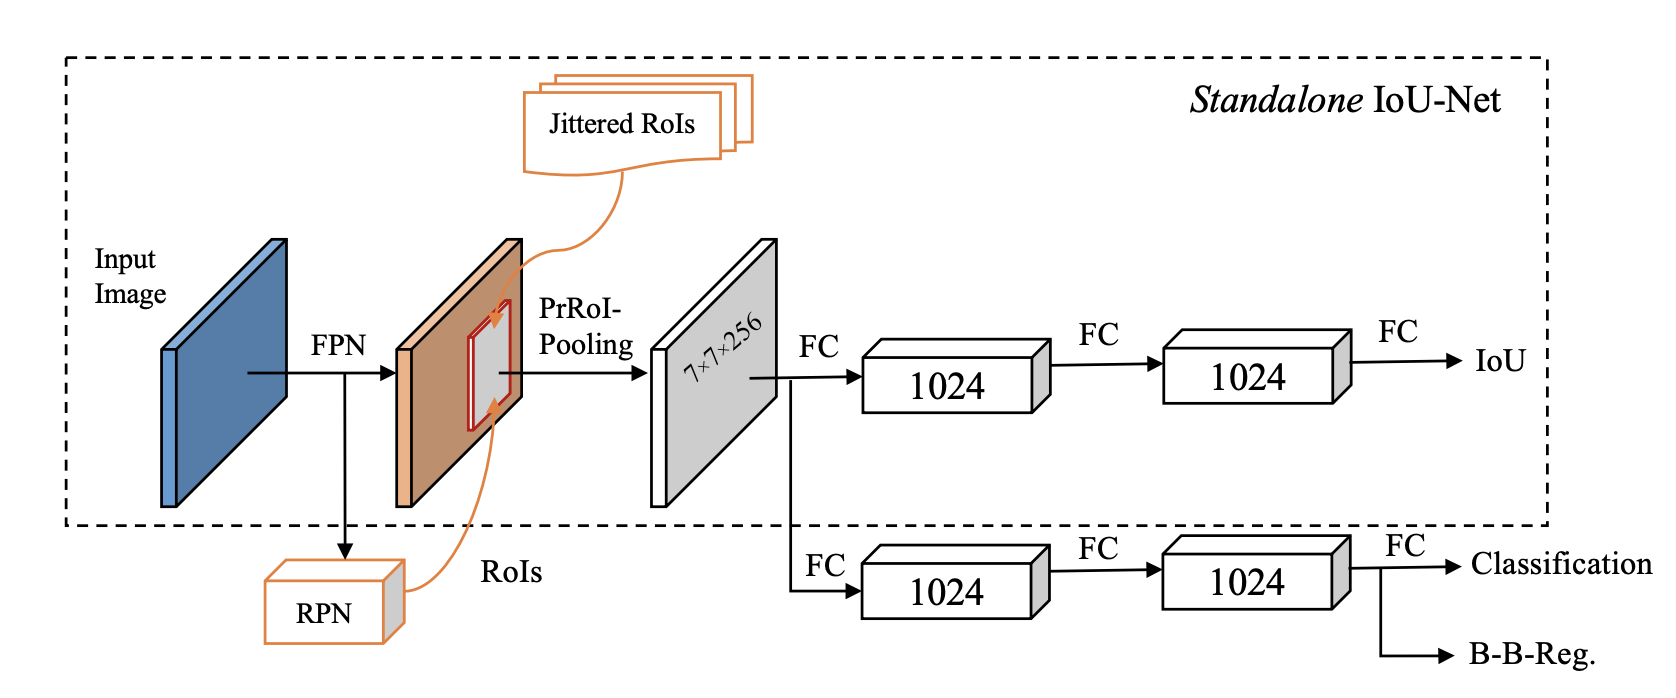 Standalone IoU-Net
Jittered RoIs
Input
Image
FPN
PrRoI-
Pooling
7×7×256
FC
1024
FC
1024
FC
IoU
RPN
RoIs
FC
1024
FC
1024
FC
Classification
B-B-Reg.